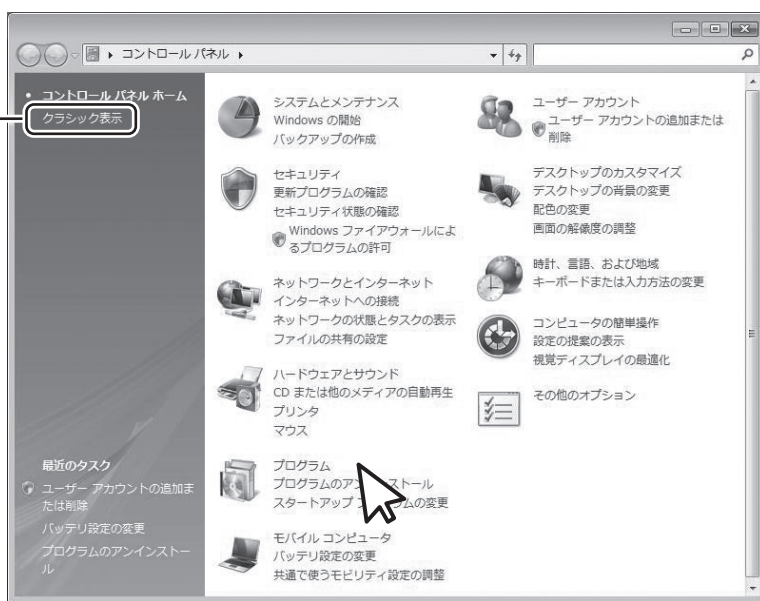 コントロール パネル
コントロール パネル ホーム
クラシック表示
システムとメンテナンス
Windows の開始
バックアップの作成
セキュリティ
更新プログラムの確認
セキュリティ状態の確認
Windows ファイアウォールによ
るプログラムの許可
ネットワークとインターネット
インターネットへの接続
ネットワークの状態とタスクの表示
ファイルの共有の設定
ハードウェアとサウンド
CD または他のメディアの自動再生
プリンタ
マウス
プログラム
プログラムのアン ストール
スタートアップ ラムの変更
モバイル コンピュータ
バッテリ設定の変更
共通で使うモビリティ設定の調整
ユーザー アカウント
ユーザー アカウントの追加または
削除
デスクトップのカスタマイズ
デスクトップの背景の変更
配色の変更
画面の解像度の調整
時計、言語、および地域
キーボードまたは入力方法の変更
コンピュータの簡単操作
設定の提案の表示
視覚ディスプレイの最適化
その他のオプション
最近のタスク
ユーザー アカウントの追加ま
たは削除
バッテリ設定の変更
プログラムのアンインストー
ル